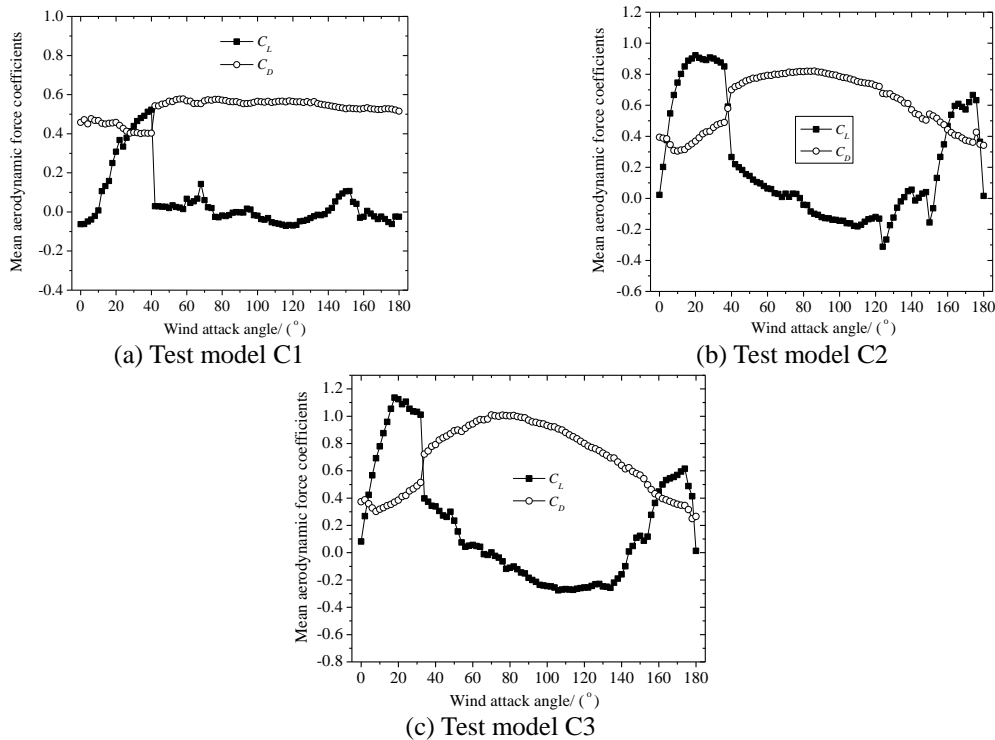 1.0
0.8
0.6
0.4
0.2
0.0
-0.2
0.4
Mean aerodynamic force coefficients
C_L
C_D
0 20 40 60 80 100 120 140 160 180
Wind attack angle/ (°)
(a) Test model C1
1.2
1.0
0.8
0.6
0.4
0.2
0.0
-0.2
-0.4
-0.6
Mean aerodynamic force coefficients
C_L
C_D
0 20 40 60 80 100 120 140 160 180
Wind attack angle/ (°)
(b) Test model C2
1.2
1.0
0.8
0.6
0.4
0.2
0.0
-0.2
-0.4
-0.6
-0.8
Mean aerodynamic force coefficients
C_L
C_D
0 20 40 60 80 100 120 140 160 180
Wind attack angle/ (°)
(c) Test model C3